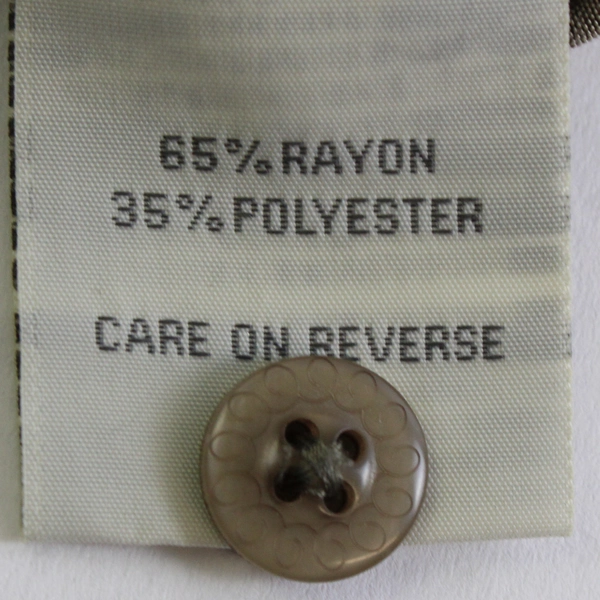 65% RAYON
35% POLYESTER
CARE ON REVERSE